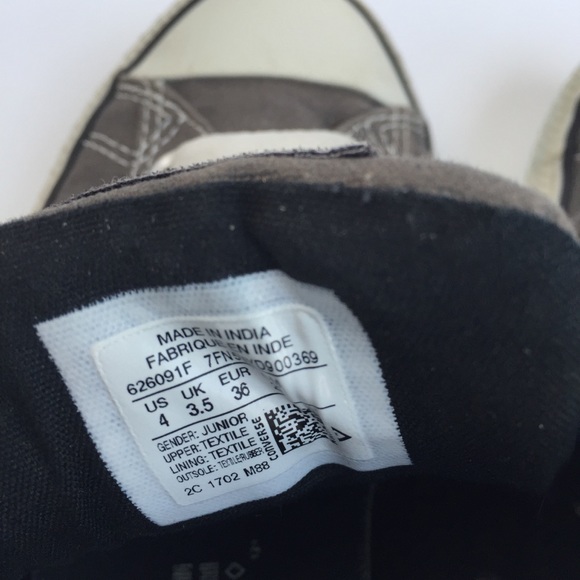 MADE IN INDIA
FABRIQUE EN INDE
626091F
US UK EUR
4 3.5 36
GENDER: JUNIOR
UPPER: TEXTILE
LINING: TEXTILE
OUTSOLE: TEXTILE/RUBBER
2C 1702 M88
CONVERSE